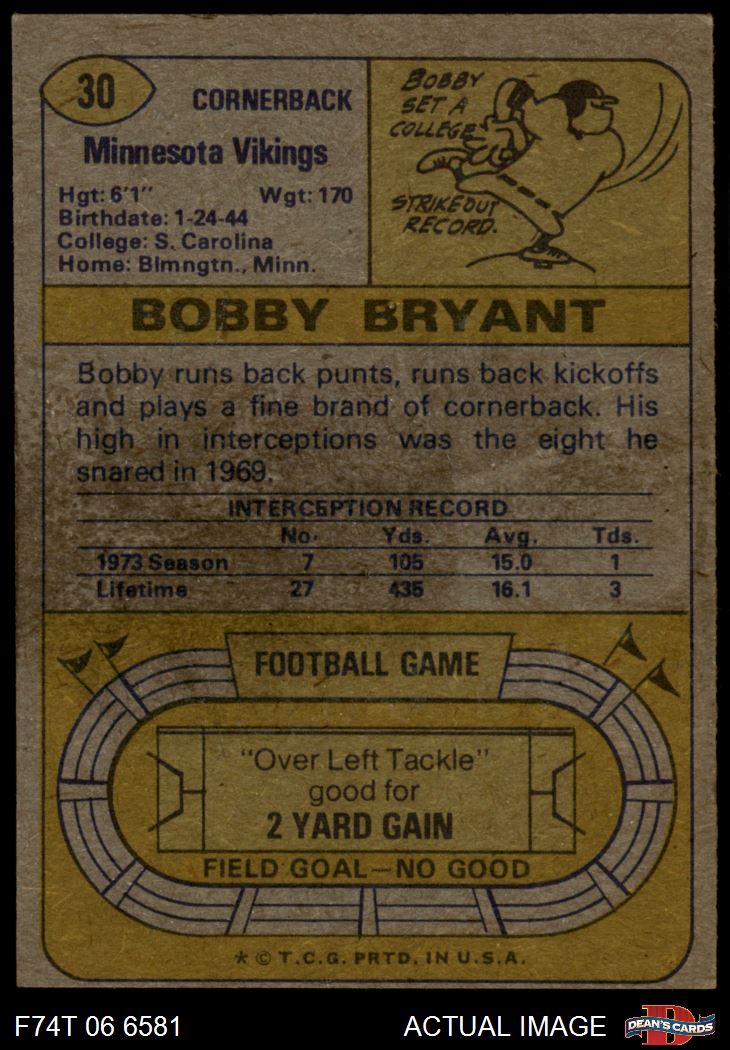 30
CORNERBACK
Minnesota Vikings
Hgt: 6'1" Wgt: 170
Birthdate: 1-24-44
College: S. Carolina
Home: Blmngtn., Minn.
BOBBY
SET A
COLLEGE
STRIKEOUT
RECORD.
BOBBY BRYANT
Bobby runs back punts, runs back kickoffs
and plays a fine brand of cornerback. His
high in interceptions was the eight he
snared in 1969.
INTERCEPTION RECORD
No. Yds. Avg. Tds.
1973 Season 7 105 15.0 1
Lifetime 27 435 16.1 3
FOOTBALL GAME
"Over Left Tackle"
good for
2 YARD GAIN
FIELD GOAL—NO GOOD
* © T.C.G. PRTD. IN U.S.A.
F74T 06 6581 ACTUAL IMAGE
D
DEAN'S CARDS